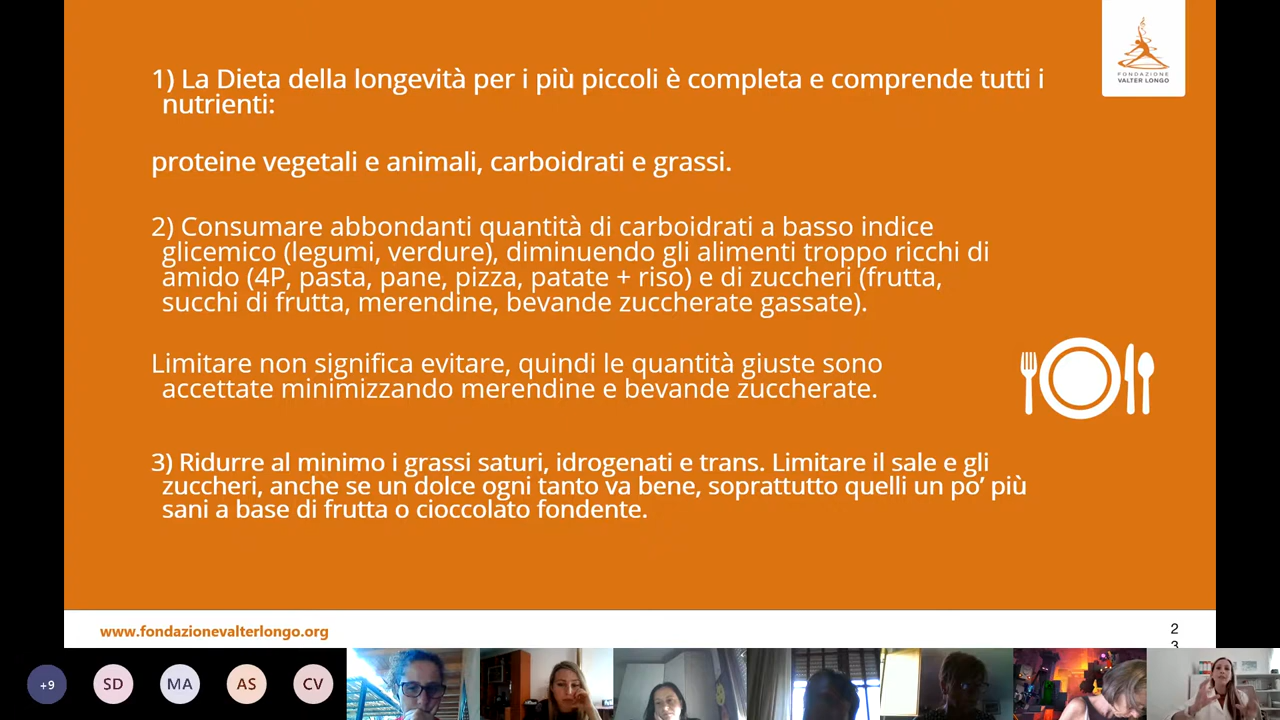 FONDAZIONE
VALTER LONGO
1) La Dieta della longevità per i più piccoli è completa e comprende tutti i
nutrienti:
proteine vegetali e animali, carboidrati e grassi.
2) Consumare abbondanti quantità di carboidrati a basso indice
glicemico (legumi, verdure), diminuendo gli alimenti troppo ricchi di
amido (4P, pasta, pane, pizza, patate + riso) e di zuccheri (frutta,
succhi di frutta, merendine, bevande zuccherate gassate).
Limitare non significa evitare, quindi le quantità giuste sono
accettate minimizzando merendine e bevande zuccherate.
3) Ridurre al minimo i grassi saturi, idrogenati e trans. Limitare il sale e gli
zuccheri, anche se un dolce ogni tanto va bene, soprattutto quelli un po’ più
sani a base di frutta o cioccolato fondente.
www.fondazionevalterlongo.org
2
3
+9
SD
MA
AS
CV